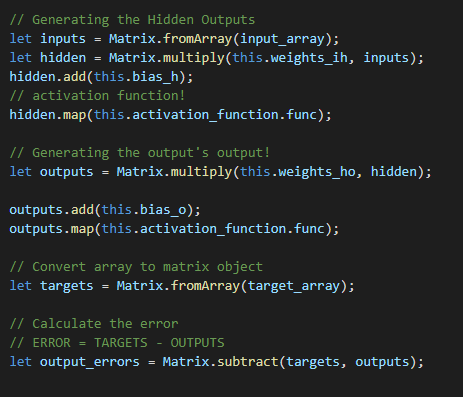 // Generating the Hidden Outputs
let inputs = Matrix.fromArray(input_array);
let hidden = Matrix.multiply(this.weights_ih, inputs);
hidden.add(this.bias_h);
// activation function!
hidden.map(this.activation_function.func);
// Generating the output's output!
let outputs = Matrix.multiply(this.weights_ho, hidden);
outputs.add(this.bias_o);
outputs.map(this.activation_function.func);
// Convert array to matrix object
let targets = Matrix.fromArray(target_array);
// Calculate the error
// ERROR = TARGETS - OUTPUTS
let output_errors = Matrix.subtract(targets, outputs);